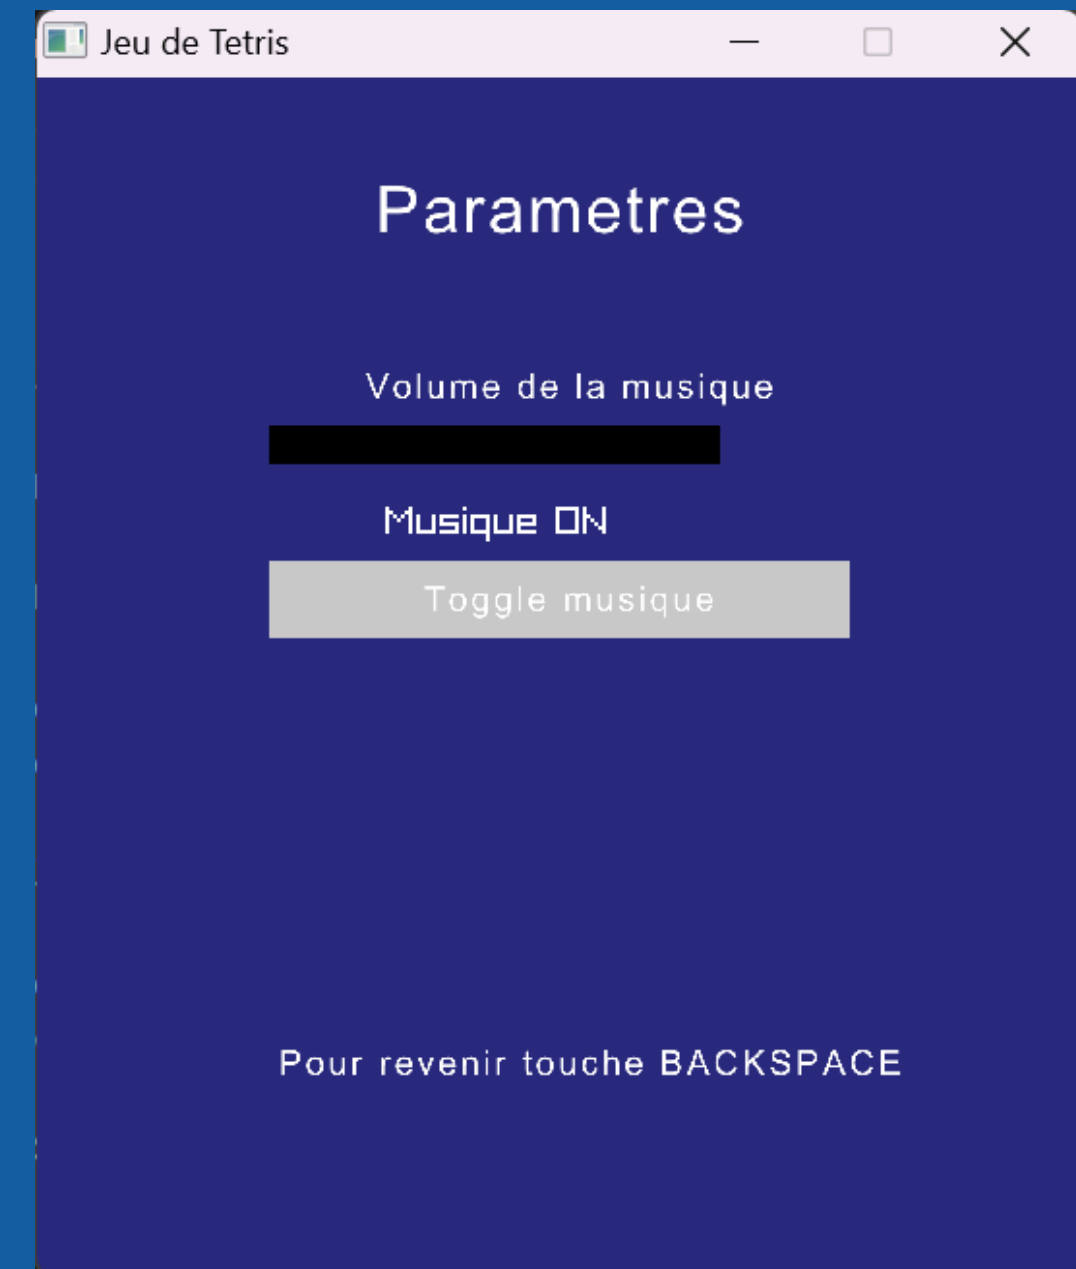 Jeu de Tetris
Parametres
Volume de la musique
Musique ON
Toggle musique
Pour revenir touche BACKSPACE